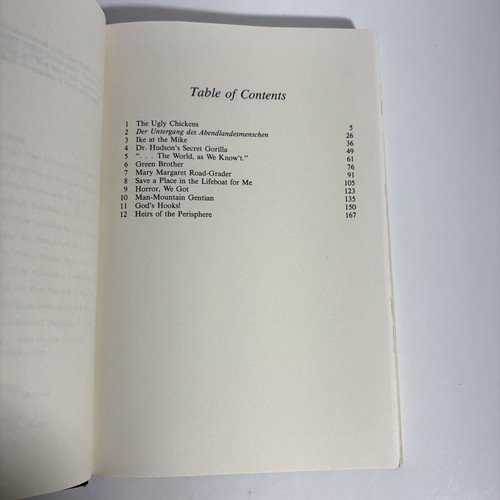 Table of Contents
1 The Ugly Chickens 5
2 Der Untergang des Abendlandesmenschen 26
3 Ike at the Mike 36
4 Dr. Hudson's Secret Gorilla 49
5 ". . . The World, as We Know't." 61
6 Green Brother 76
7 Mary Margaret Road-Grader 91
8 Save a Place in the Lifeboat for Me 105
9 Horror, We Got 123
10 Man-Mountain Gentian 135
11 God's Hooks! 150
12 Heirs of the Perisphere 167